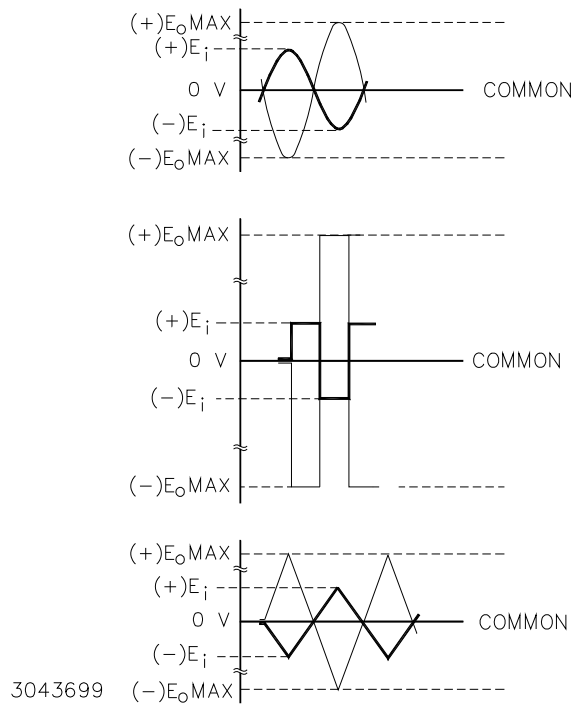 (+)EoMAX
(+)Ei
0 V COMMON
(−)Ei
(−)EoMAX
(+)EoMAX
(+)Ei
0 V COMMON
(−)Ei
(−)EoMAX
(+)EoMAX
(+)Ei
0 V COMMON
(−)Ei
3043699 (−)EoMAX